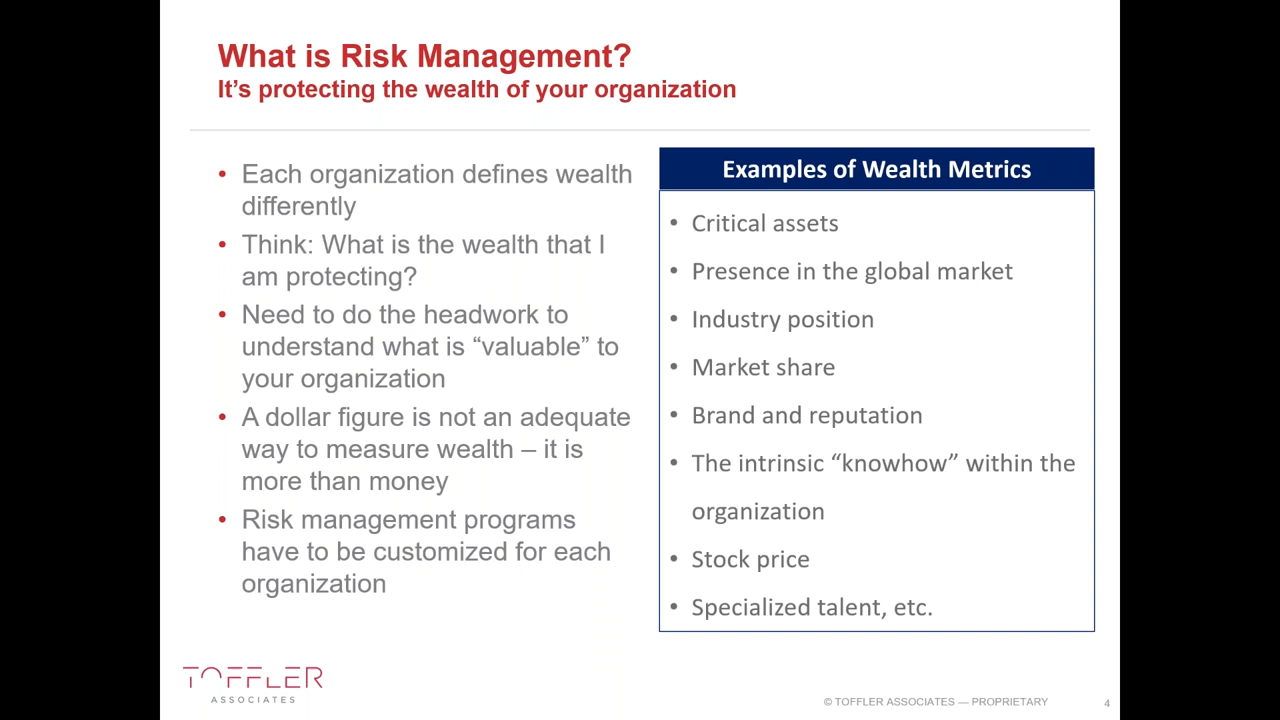 What is Risk Management?
It’s protecting the wealth of your organization
• Each organization defines wealth
differently
• Think: What is the wealth that I
am protecting?
• Need to do the headwork to
understand what is “valuable” to
your organization
• A dollar figure is not an adequate
way to measure wealth – it is
more than money
• Risk management programs
have to be customized for each
organization
Examples of Wealth Metrics
• Critical assets
• Presence in the global market
• Industry position
• Market share
• Brand and reputation
• The intrinsic “knowhow” within the
organization
• Stock price
• Specialized talent, etc.
TOFFLER
ASSOCIATES
© TOFFLER ASSOCIATES — PROPRIETARY
4